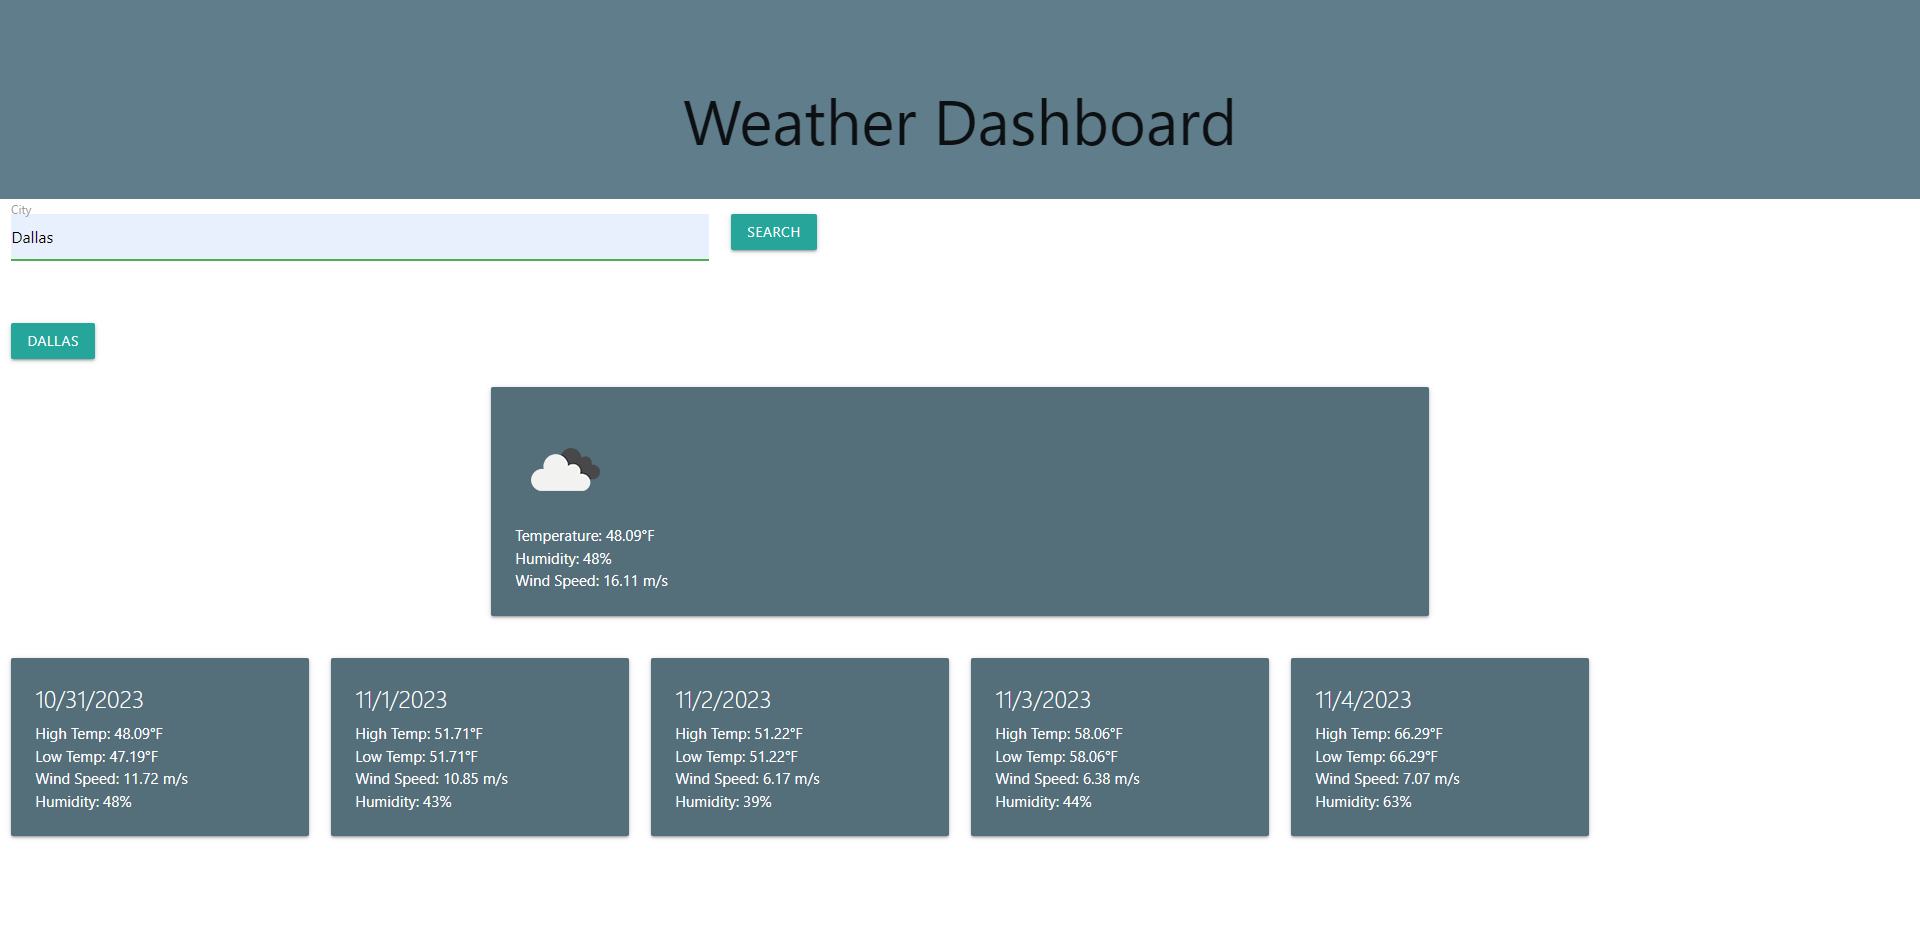 Weather Dashboard
City
Dallas
SEARCH
DALLAS
Temperature: 48.09°F
Humidity: 48%
Wind Speed: 16.11 m/s
10/31/2023
High Temp: 48.09°F
Low Temp: 47.19°F
Wind Speed: 11.72 m/s
Humidity: 48%
11/1/2023
High Temp: 51.71°F
Low Temp: 51.71°F
Wind Speed: 10.85 m/s
Humidity: 43%
11/2/2023
High Temp: 51.22°F
Low Temp: 51.22°F
Wind Speed: 6.17 m/s
Humidity: 39%
11/3/2023
High Temp: 58.06°F
Low Temp: 58.06°F
Wind Speed: 6.38 m/s
Humidity: 44%
11/4/2023
High Temp: 66.29°F
Low Temp: 66.29°F
Wind Speed: 7.07 m/s
Humidity: 63%